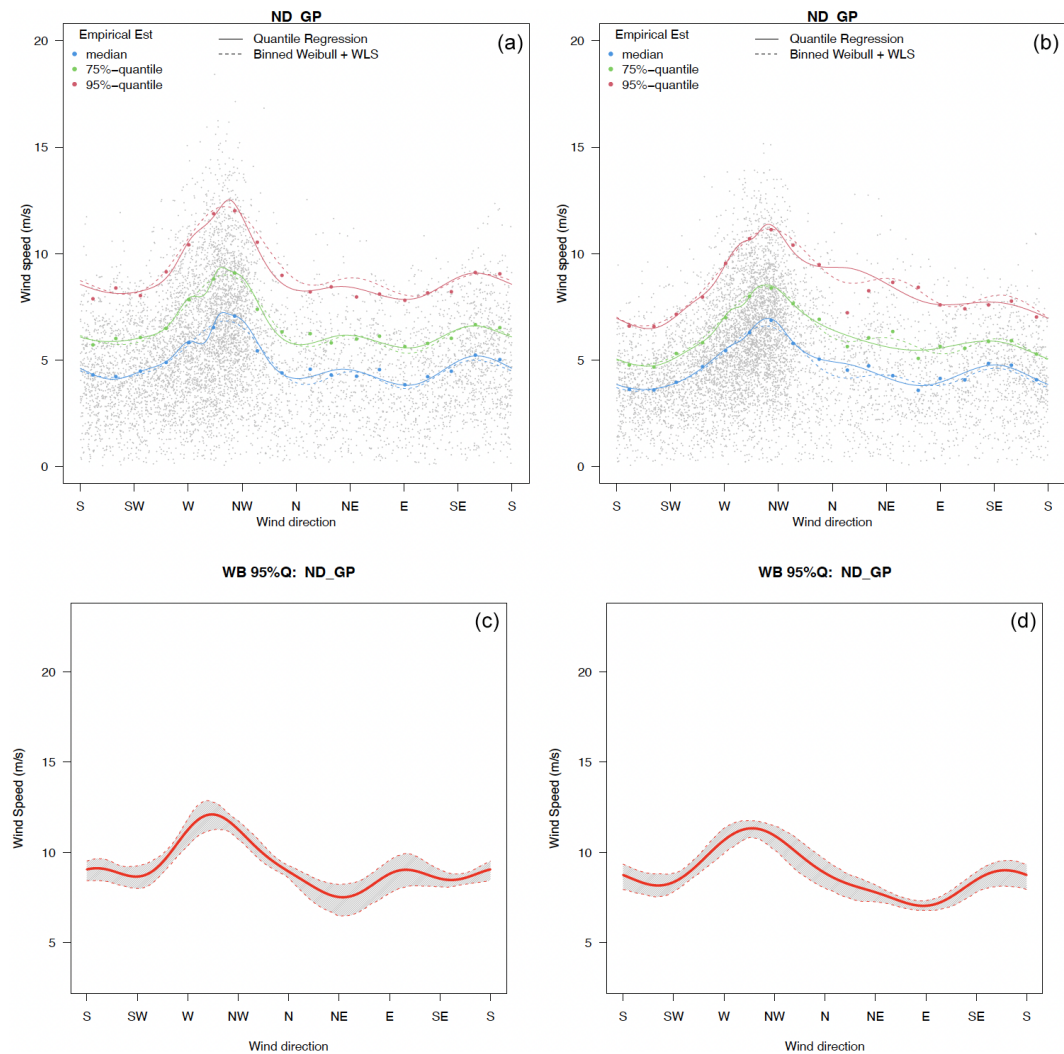 ND_GP
(a)
Empirical Est
median
75%−quantile
95%−quantile
Quantile Regression
Binned Weibull + WLS
20
15
10
5
0
Wind speed (m/s)
S SW W NW N NE E SE S
Wind direction
ND_GP
(b)
Empirical Est
median
75%−quantile
95%−quantile
Quantile Regression
Binned Weibull + WLS
20
15
10
5
0
Wind speed (m/s)
S SW W NW N NE E SE S
Wind direction
WB 95%Q: ND_GP
(c)
20
15
10
5
Wind Speed (m/s)
S SW W NW N NE E SE S
Wind direction
WB 95%Q: ND_GP
(d)
20
15
10
5
Wind Speed (m/s)
S SW W NW N NE E SE S
Wind direction